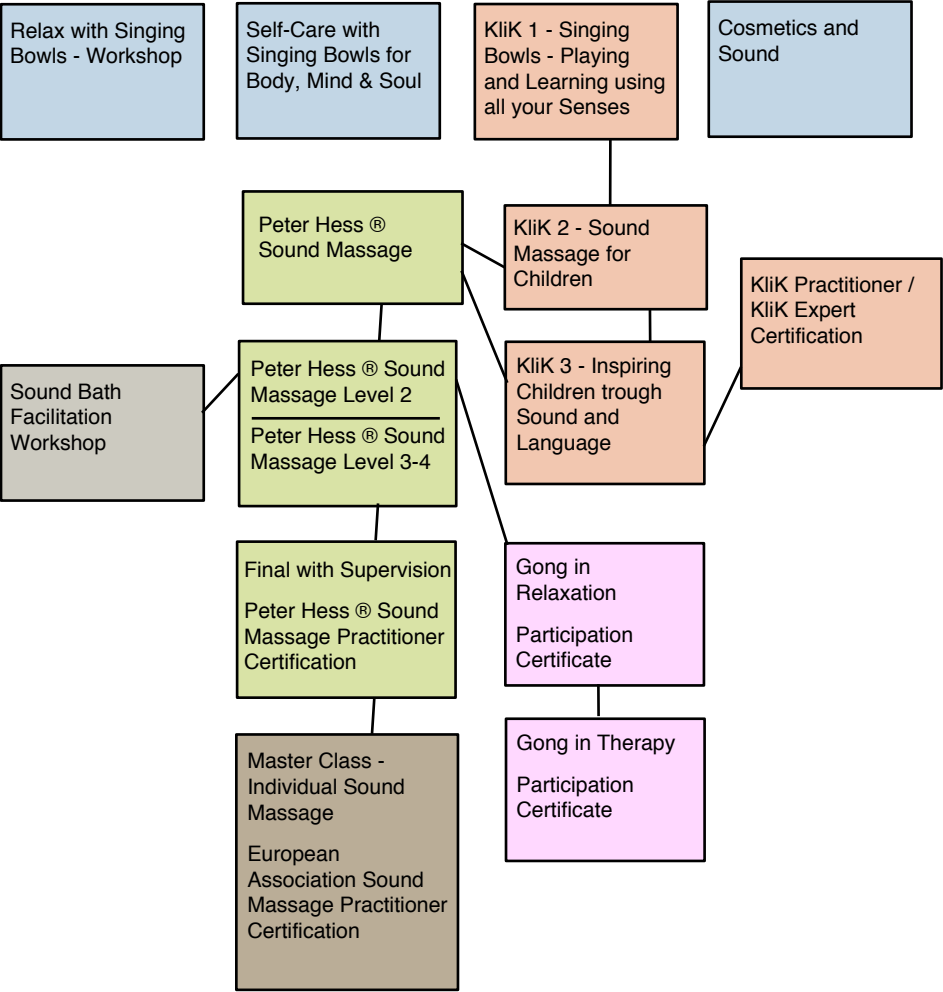 Relax with Singing
Bowls - Workshop
Self-Care with
Singing Bowls for
Body, Mind & Soul
KliK 1 - Singing
Bowls - Playing
and Learning using
all your Senses
Cosmetics and
Sound
Peter Hess ®
Sound Massage
KliK 2 - Sound
Massage for
Children
KliK Practitioner /
KliK Expert
Certification
Sound Bath
Facilitation
Workshop
Peter Hess ® Sound
Massage Level 2
Peter Hess ® Sound
Massage Level 3-4
KliK 3 - Inspiring
Children trough
Sound and
Language
Final with Supervision
Peter Hess ® Sound
Massage Practitioner
Certification
Gong in
Relaxation
Participation
Certificate
Master Class -
Individual Sound
Massage
European
Association Sound
Massage Practitioner
Certification
Gong in Therapy
Participation
Certificate